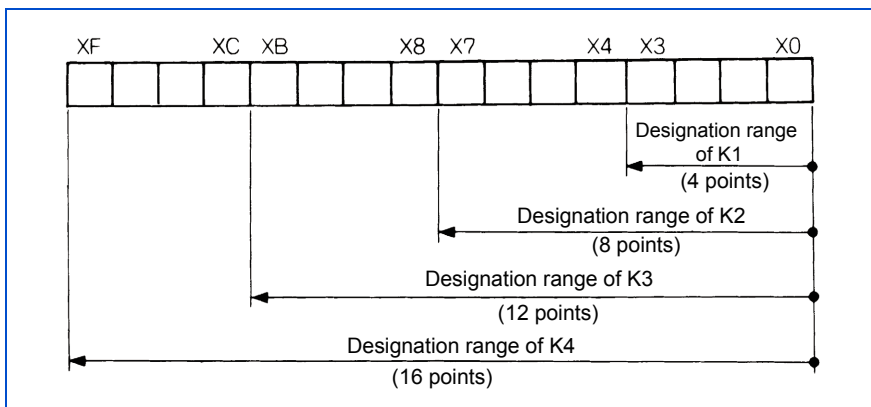 XF XC XB X8 X7 X4 X3 X0
Designation range
of K1
(4 points)
Designation range of K2
(8 points)
Designation range of K3
(12 points)
Designation range of K4
(16 points)